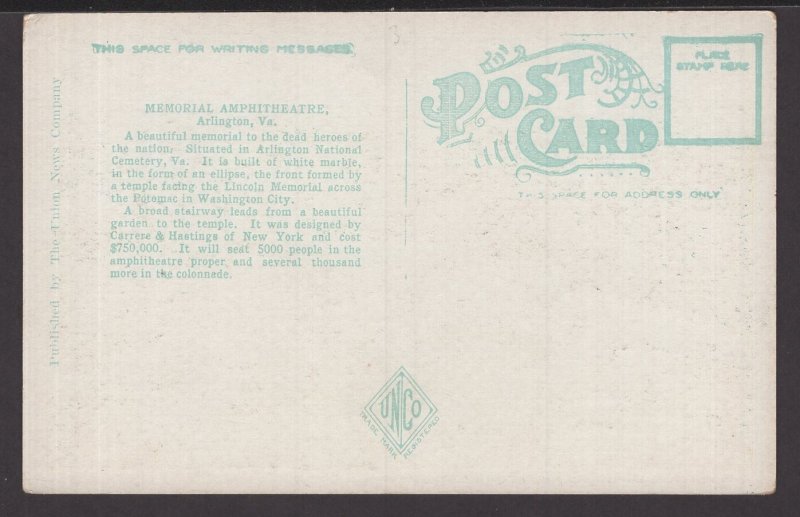 THIS SPACE FOR WRITING MESSAGES
POST
CARD
PLACE
STAMP HERE
THIS SPACE FOR ADDRESS ONLY
MEMORIAL AMPHITHEATRE,
Arlington, Va.
A beautiful memorial to the dead heroes of
the nation. Situated in Arlington National
Cemetery, Va. It is built of white marble,
in the form of an ellipse, the front formed by
a temple facing the Lincoln Memorial across
the Potomac in Washington City.
A broad stairway leads from a beautiful
garden to the temple. It was designed by
Carrere & Hastings of New York and cost
$750,000. It will seat 5000 people in the
amphitheatre proper and several thousand
more in the colonnade.
Published by The Union News Company
UNCO
TRADE MARK
REGISTERED
3